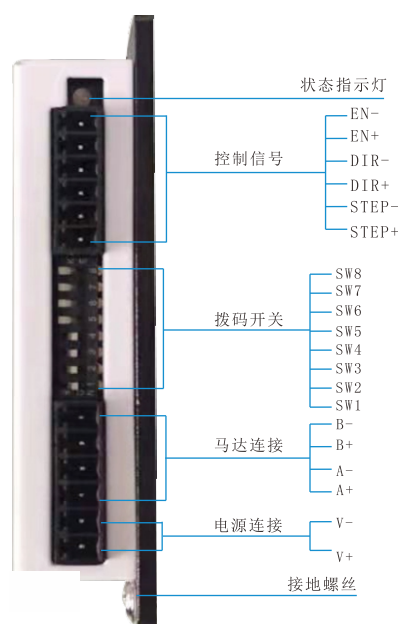 状态指示灯
EN-
EN+
控制信号
DIR-
DIR+
STEP-
STEP+
SW8
SW7
SW6
拨码开关
SW5
SW4
SW3
SW2
SW1
B-
马达连接
B+
A-
A+
电源连接
V-
V+
接地螺丝